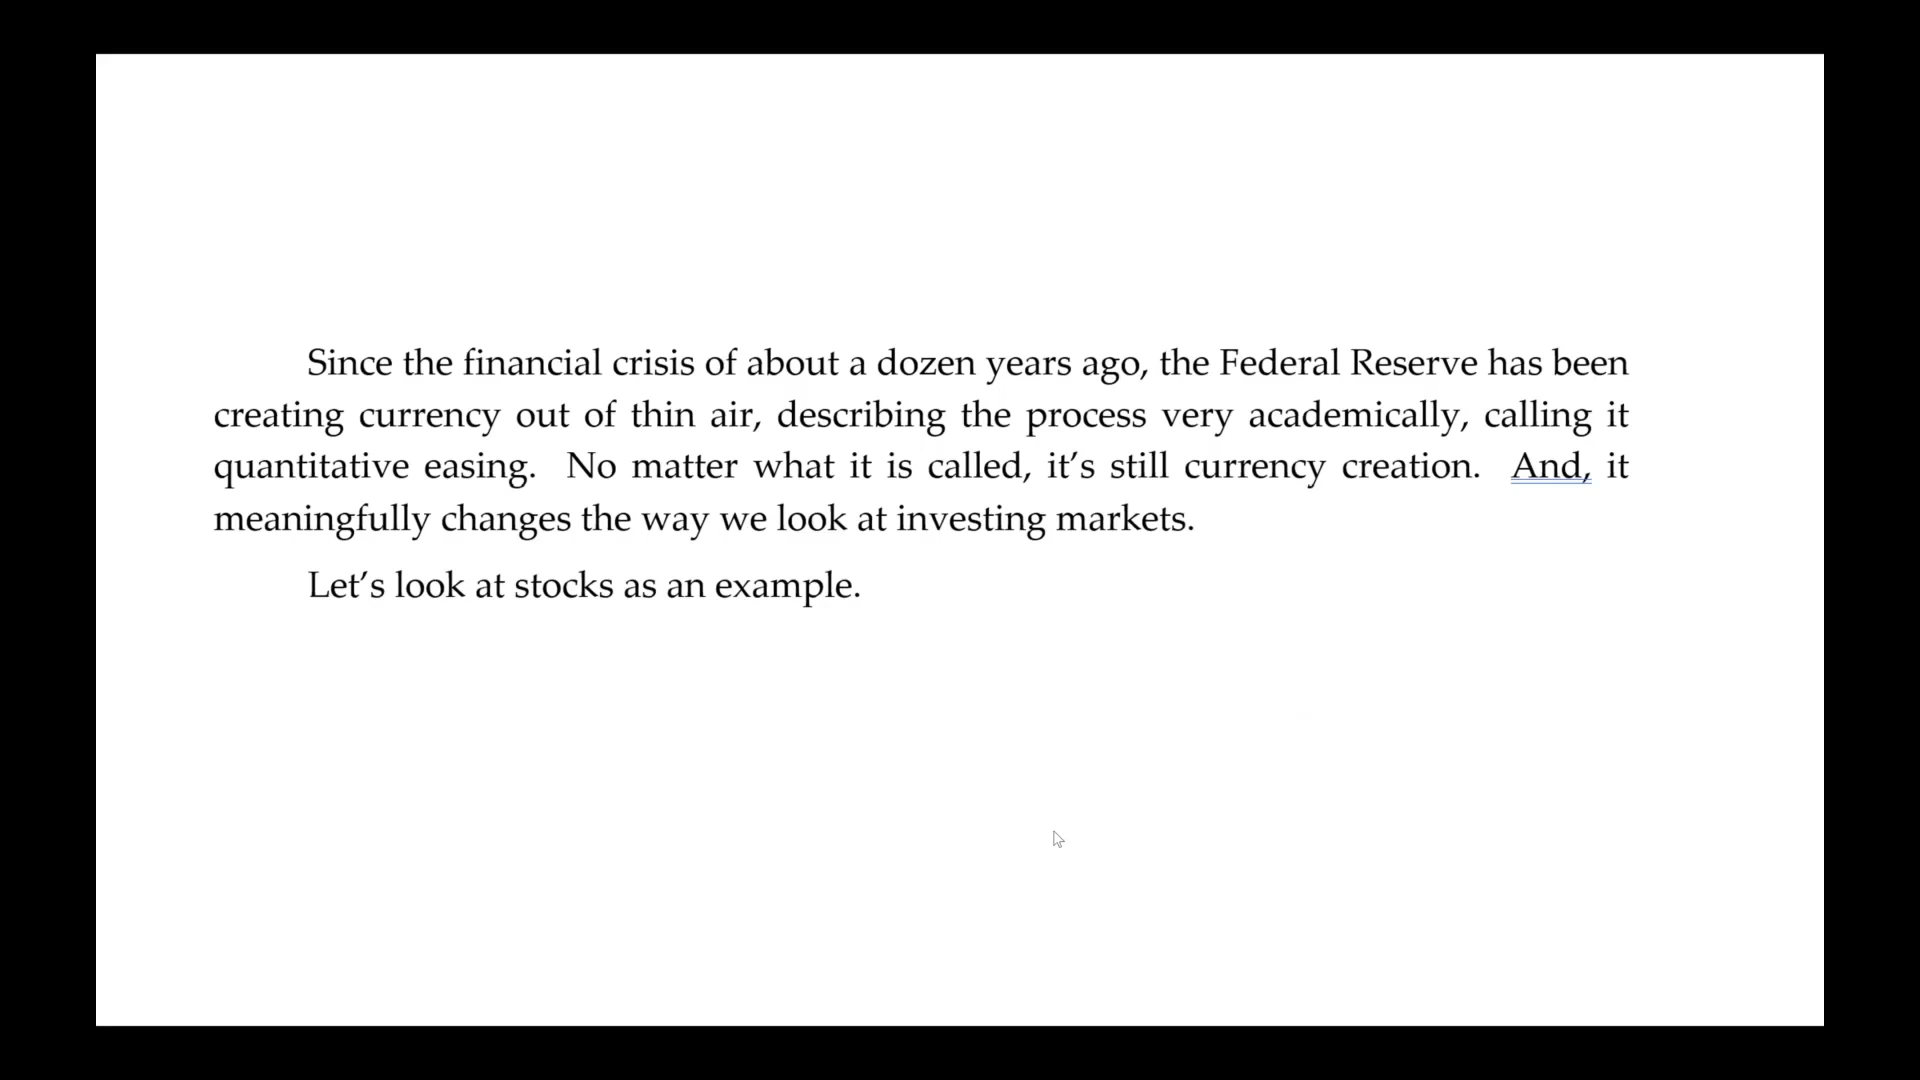 Since the financial crisis of about a dozen years ago, the Federal Reserve has been
creating currency out of thin air, describing the process very academically, calling it
quantitative easing.  No matter what it is called, it’s still currency creation.  And, it
meaningfully changes the way we look at investing markets.
Let’s look at stocks as an example.